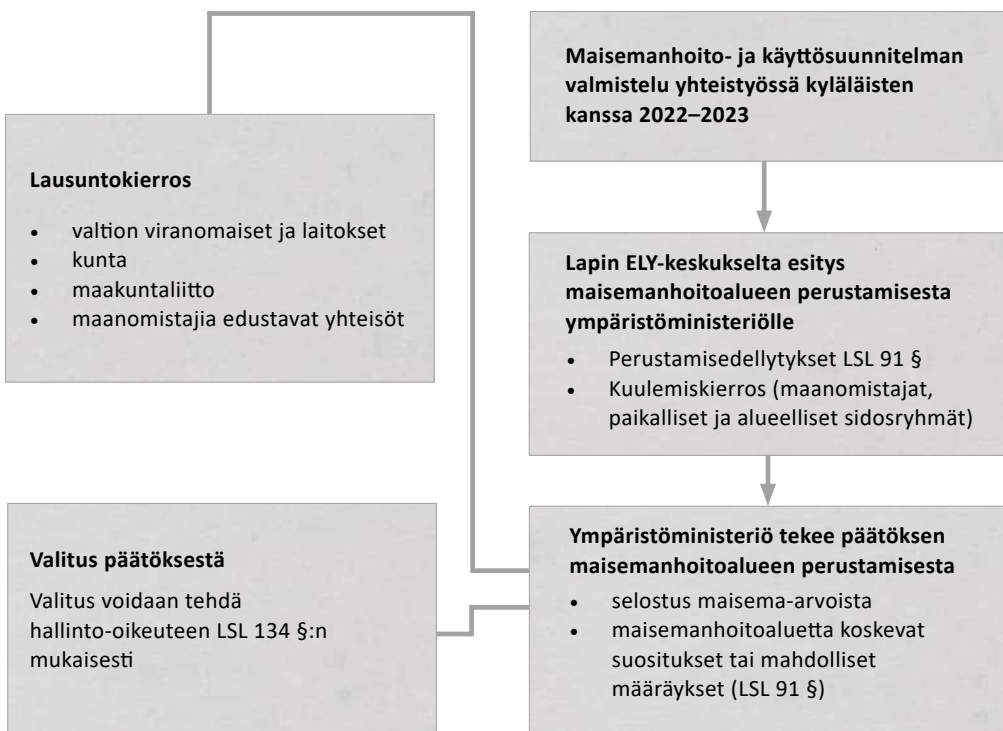 Maisemanhoito- ja käyttösuunnitelman
valmistelu yhteistyössä kyläläisten
kanssa 2022–2023
Lausuntokierros
• valtion viranomaiset ja laitokset
• kunta
• maakuntaliitto
• maanomistajia edustavat yhteisöt
Lapin ELY-keskukselta esitys
maisemanhoitoalueen perustamisesta
ympäristöministeriölle
• Perustamisedellytykset LSL 91 §
• Kuulemiskierros (maanomistajat,
paikalliset ja alueelliset sidosryhmät)
Valitus päätöksestä
Valitus voidaan tehdä
hallinto-oikeuteen LSL 134 §:n
mukaisesti
Ympäristöministeriö tekee päätöksen
maisemanhoitoalueen perustamisesta
• selostus maisema-arvoista
• maisemanhoitoaluetta koskevat
suositukset tai mahdolliset
määräykset (LSL 91 §)